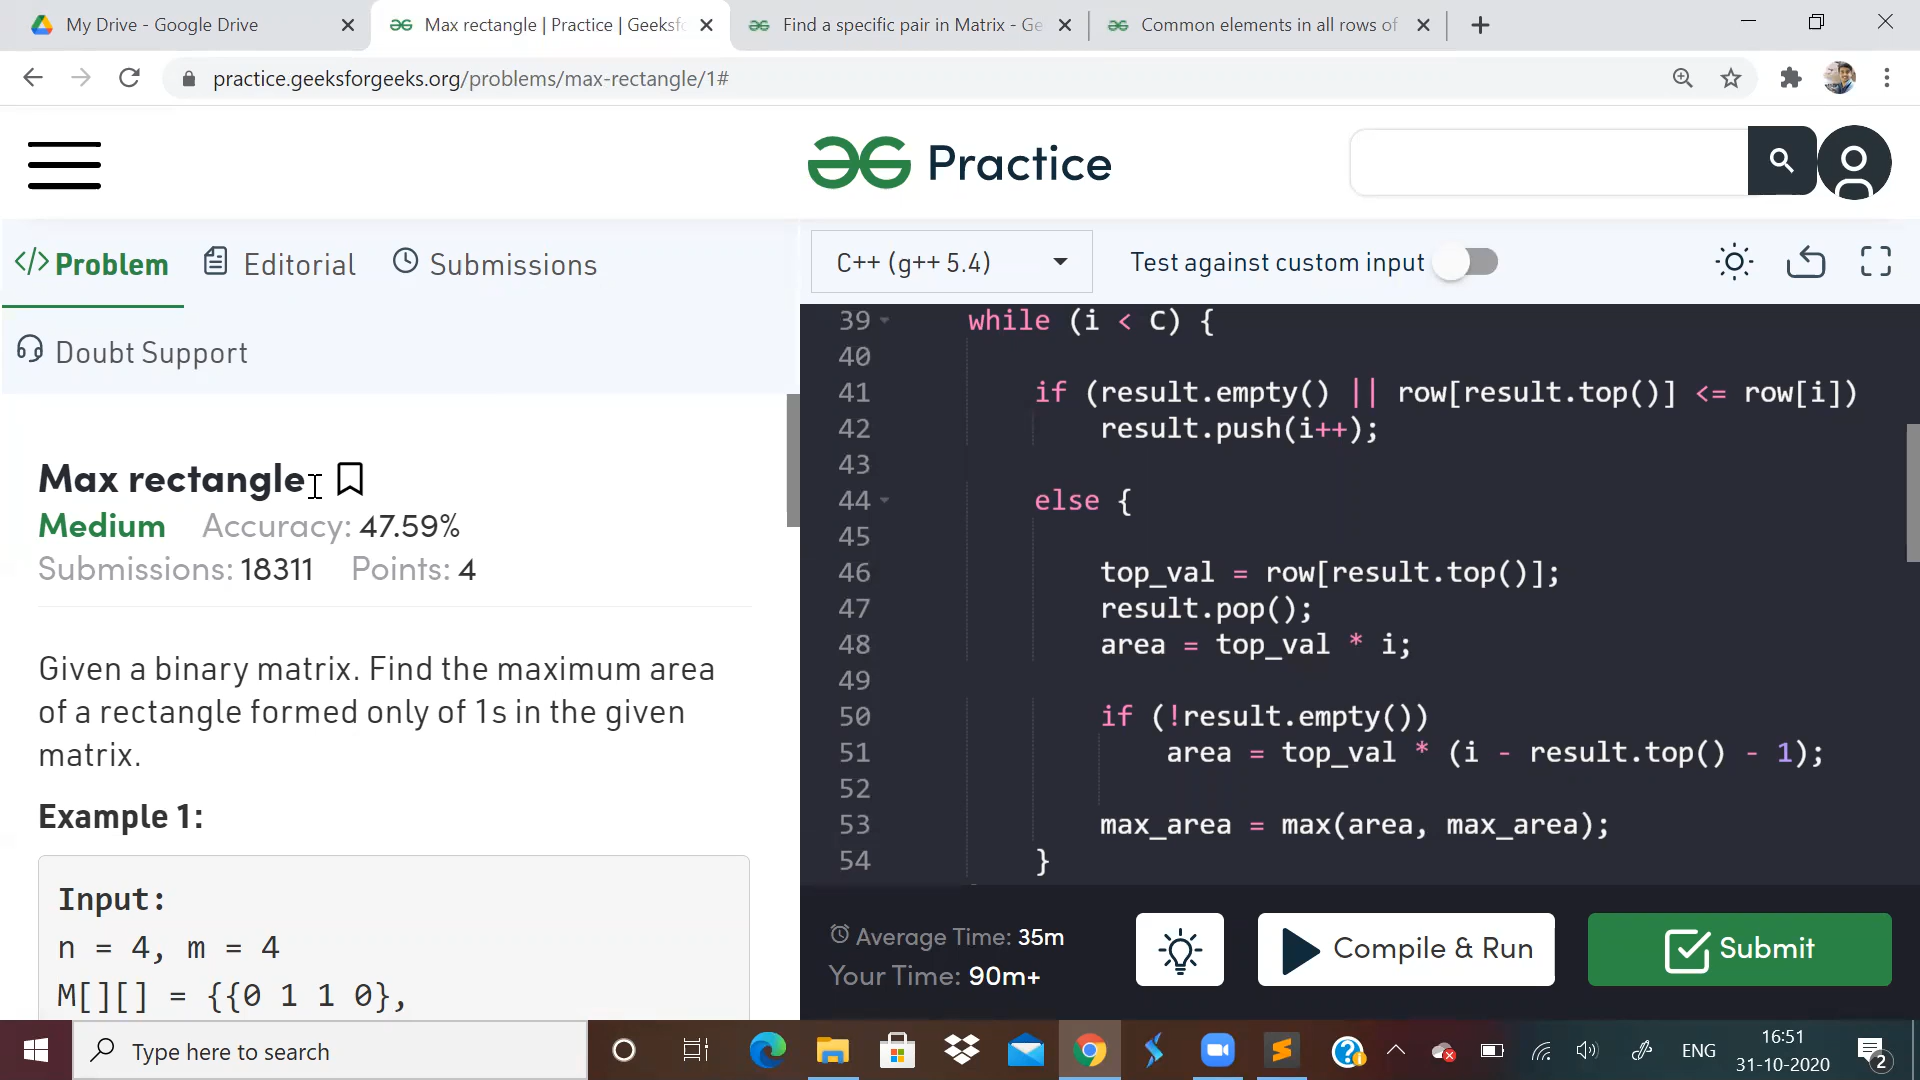 My Drive - Google Drive
Max rectangle | Practice | Geeksfo
Find a specific pair in Matrix - Ge
Common elements in all rows of
practice.geeksforgeeks.org/problems/max-rectangle/1#
Practice
</> Problem
Editorial
Submissions
Doubt Support
C++ (g++ 5.4)
Test against custom input
Max rectangle
Medium Accuracy: 47.59%
Submissions: 18311 Points: 4
Given a binary matrix. Find the maximum area
of a rectangle formed only of 1s in the given
matrix.
Example 1:
Input:
n = 4, m = 4
M[][] = {{0 1 1 0},
39 while (i < C) {
40
41 if (result.empty() || row[result.top()] <= row[i])
42 result.push(i++);
43
44 else {
45
46 top_val = row[result.top()];
47 result.pop();
48 area = top_val * i;
49
50 if (!result.empty())
51 area = top_val * (i - result.top() - 1);
52
53 max_area = max(area, max_area);
54 }
Average Time: 35m
Your Time: 90m+
Compile & Run
Submit
Type here to search
ENG
16:51
31-10-2020
2